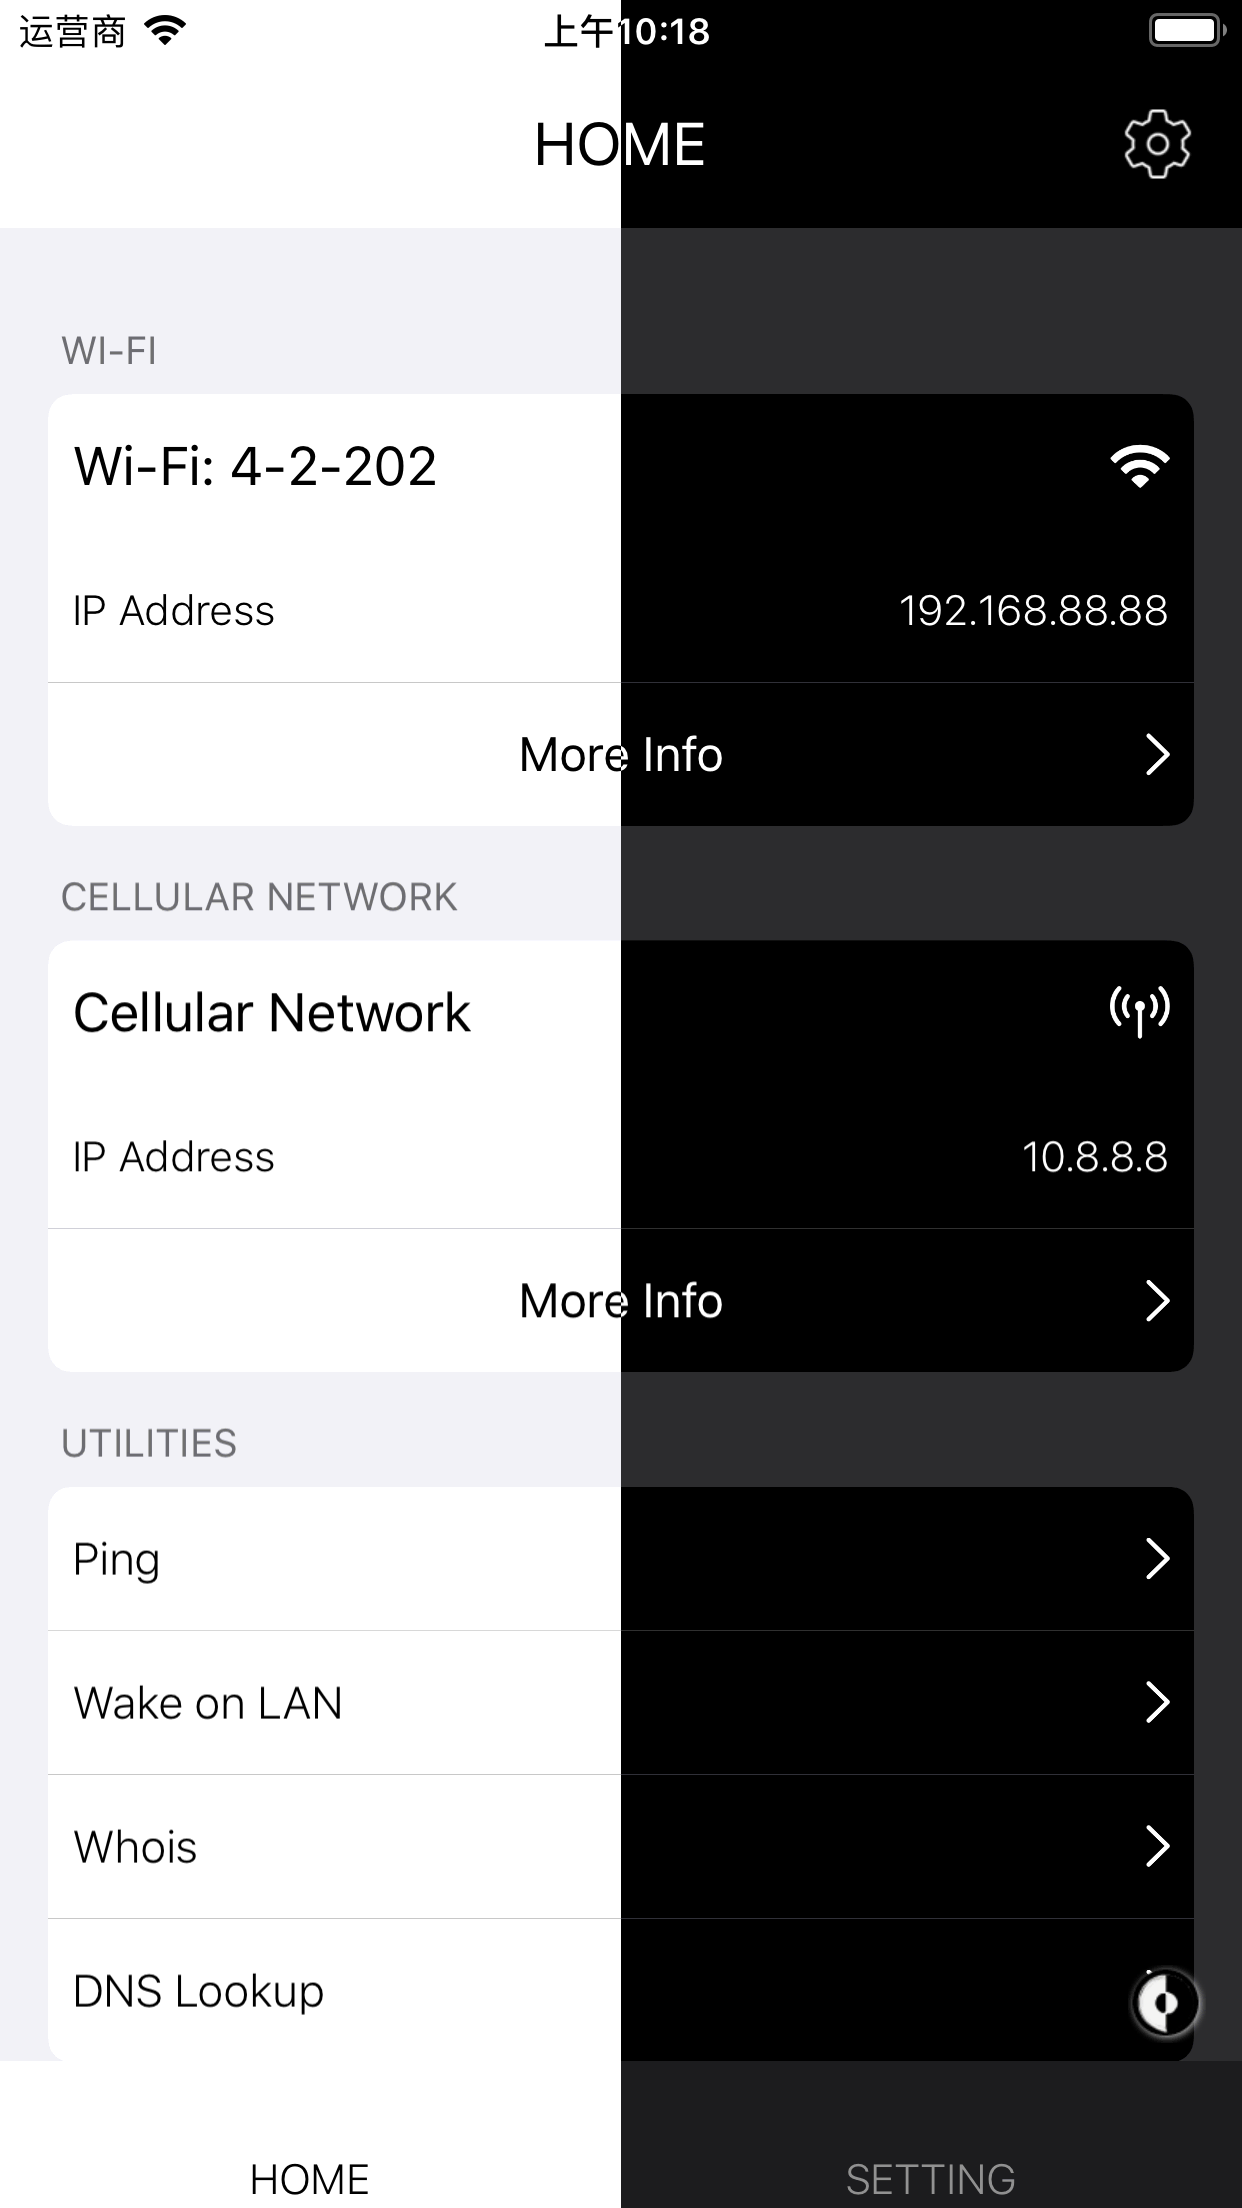 运营商 上午10:18
HOME
WI-FI
Wi-Fi: 4-2-202
IP Address 192.168.88.88
More Info
CELLULAR NETWORK
Cellular Network
IP Address 10.8.8.8
More Info
UTILITIES
Ping
Wake on LAN
Whois
DNS Lookup
HOME SETTING